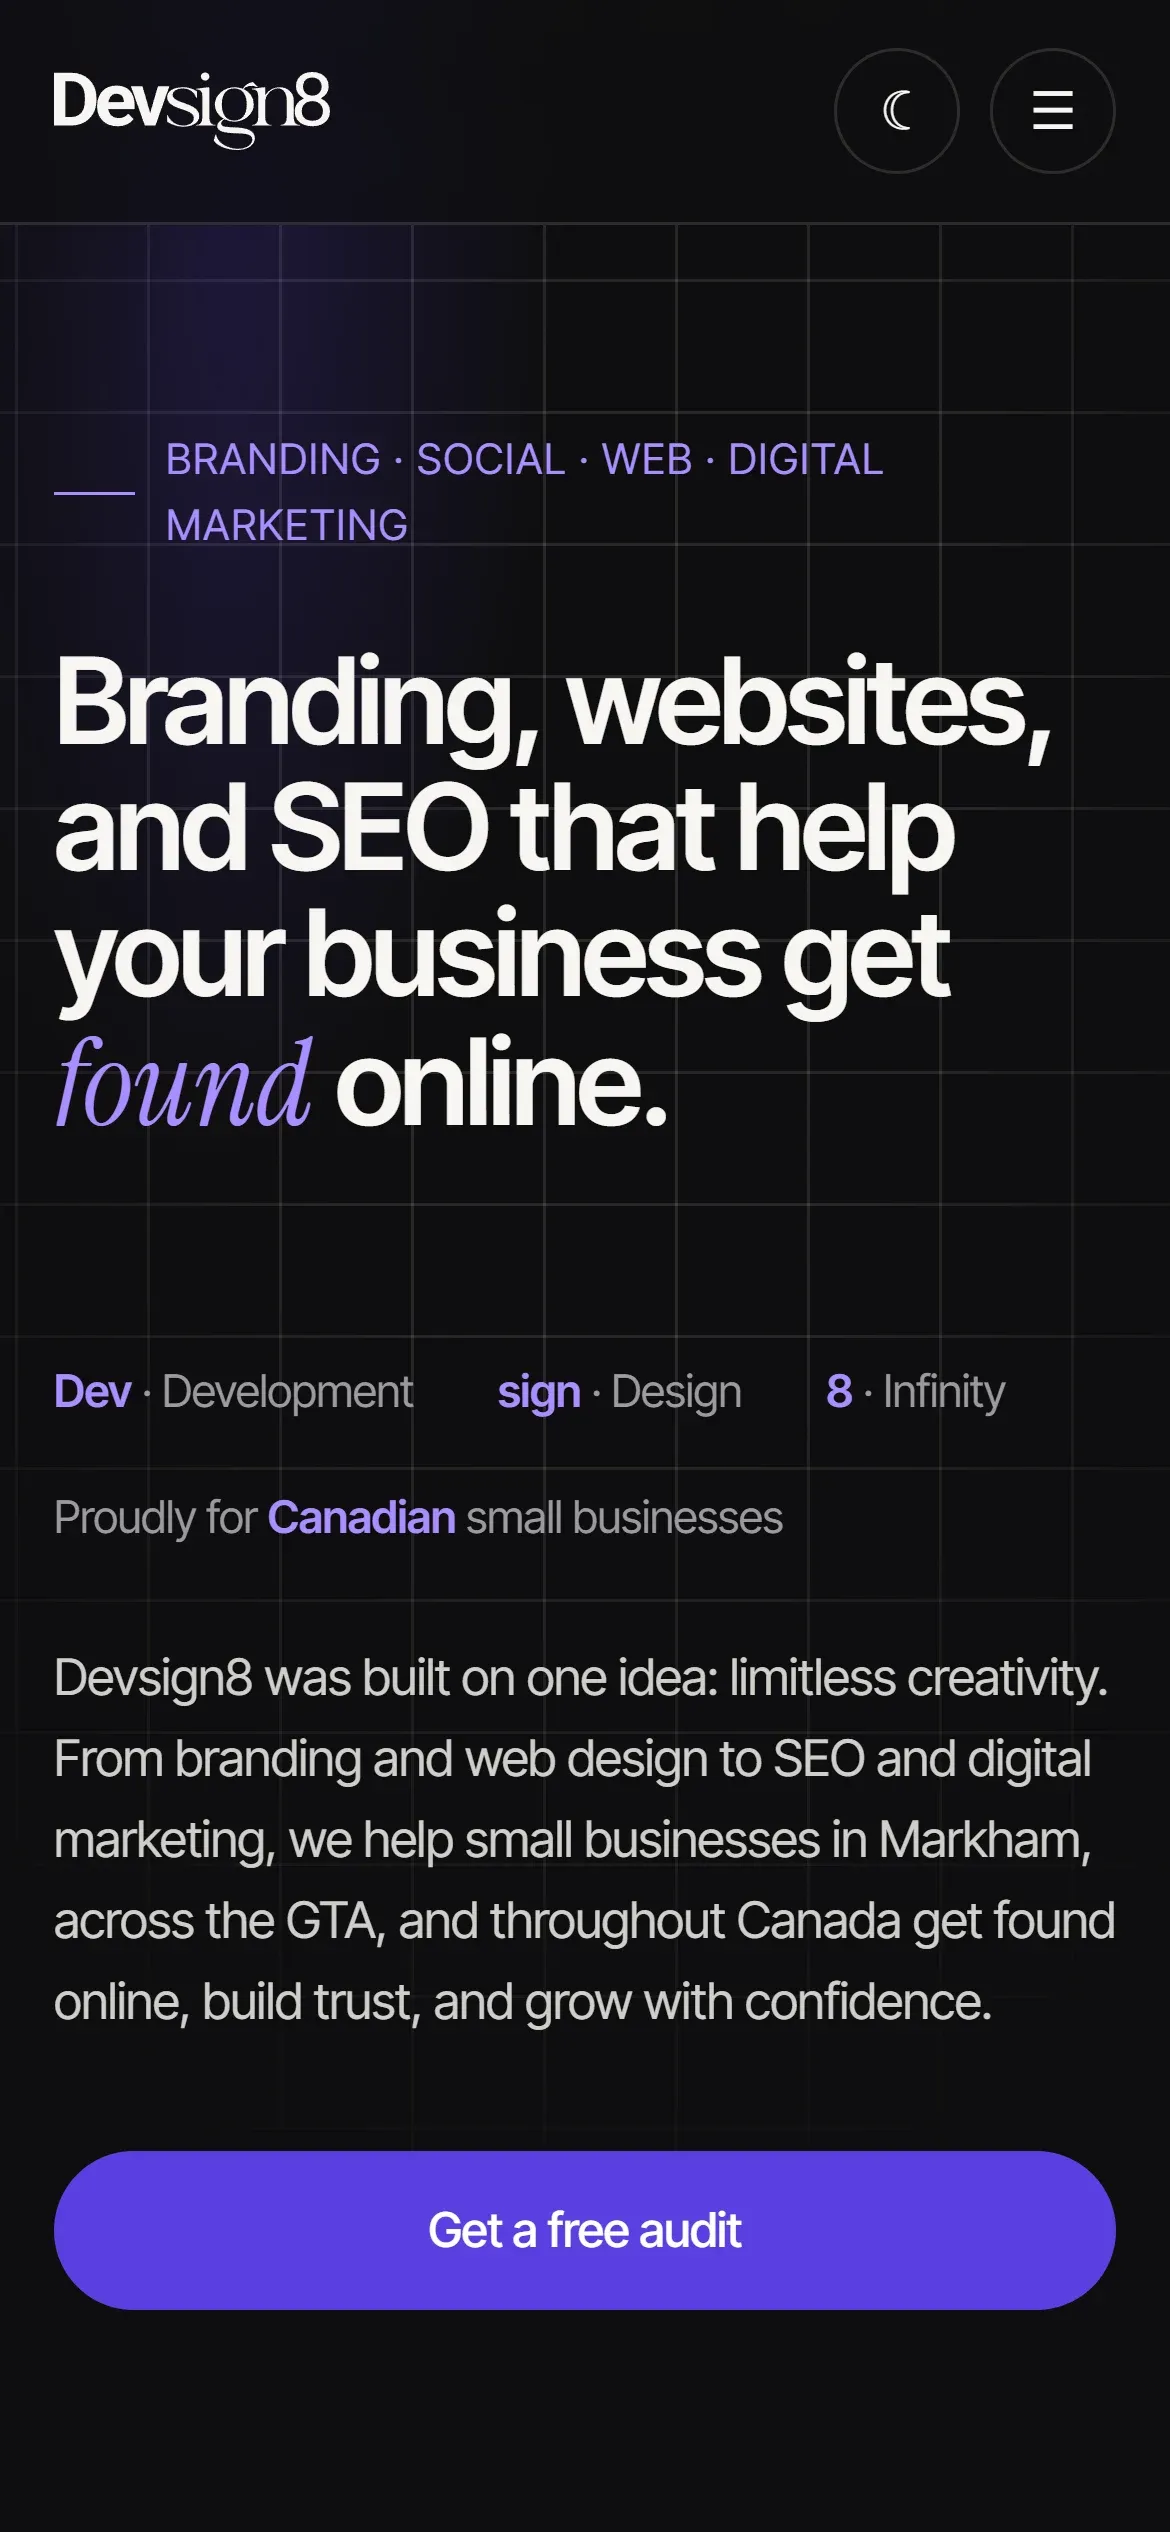 Devsign8
BRANDING · SOCIAL · WEB · DIGITAL
MARKETING
Branding, websites,
and SEO that help
your business get
found online.
Dev · Development sign · Design 8 · Infinity
Proudly for Canadian small businesses
Devsign8 was built on one idea: limitless creativity.
From branding and web design to SEO and digital
marketing, we help small businesses in Markham,
across the GTA, and throughout Canada get found
online, build trust, and grow with confidence.
Get a free audit